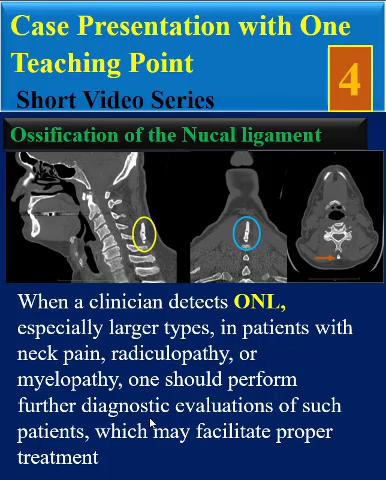 Case Presentation with One
Teaching Point
Short Video Series
4
Ossification of the Nucal ligament
When a clinician detects ONL,
especially larger types, in patients with
neck pain, radiculopathy, or
myelopathy, one should perform
further diagnostic evaluations of such
patients, which may facilitate proper
treatment